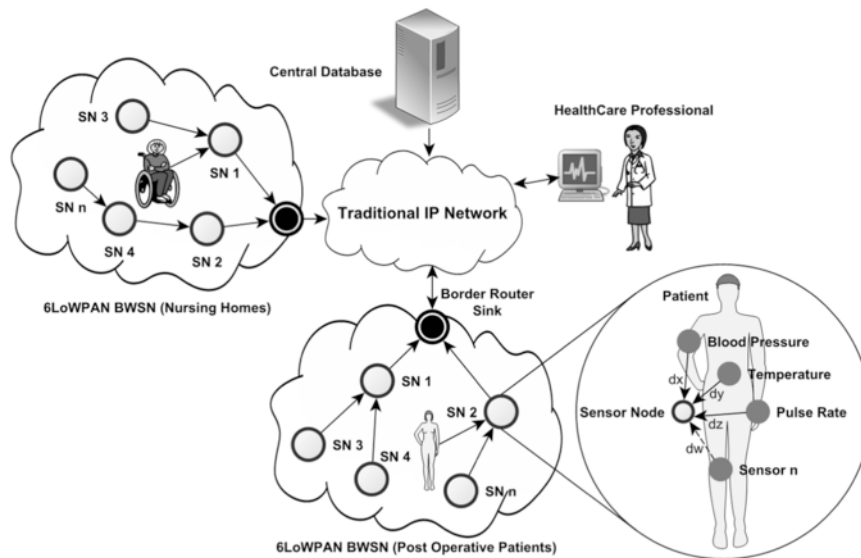 Central Database
HealthCare Professional
SN 3
SN 1
SN n
SN 4
SN 2
Traditional IP Network
6LoWPAN BWSN (Nursing Homes)
Border Router
Sink
Patient
Blood Pressure
SN 1
dx
Temperature
dy
SN 2
Sensor Node
Pulse Rate
dz
SN 3
SN 4
dw
Sensor n
SN n
6LoWPAN BWSN (Post Operative Patients)